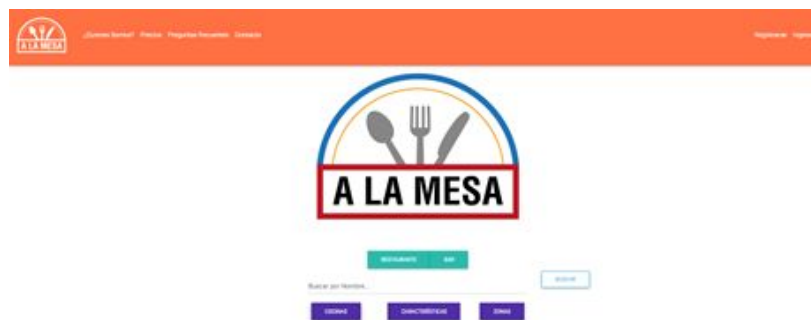 A LA MESA
¿Quienes Somos? Precios Preguntas frecuentes Contacto
Registrarse
A LA MESA
RESTAURANTE BAR
Buscar por Nombre...
BUSCAR
COCINAS CARACTERÍSTICAS ZONAS